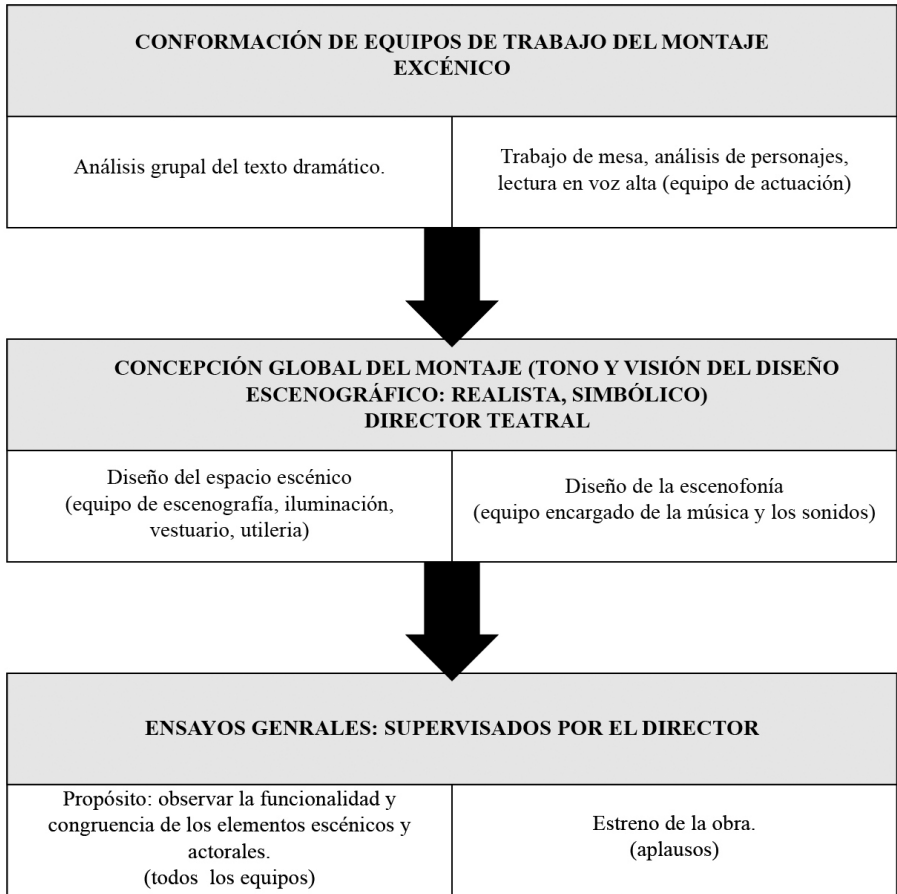 CONFORMACIÓN DE EQUIPOS DE TRABAJO DEL MONTAJE
EXCÉNICO
Análisis grupal del texto dramático.
Trabajo de mesa, análisis de personajes,
lectura en voz alta (equipo de actuación)
CONCEPCIÓN GLOBAL DEL MONTAJE (TONO Y VISIÓN DEL DISEÑO
ESCENOGRÁFICO: REALISTA, SIMBÓLICO)
DIRECTOR TEATRAL
Diseño del espacio escénico
(equipo de escenografía, iluminación,
vestuario, utileria)
Diseño de la escenofonía
(equipo encargado de la música y los sonidos)
ENSAYOS GENRALES: SUPERVISADOS POR EL DIRECTOR
Propósito: observar la funcionalidad y
congruencia de los elementos escénicos y
actorales.
(todos los equipos)
Estreno de la obra.
(aplausos)